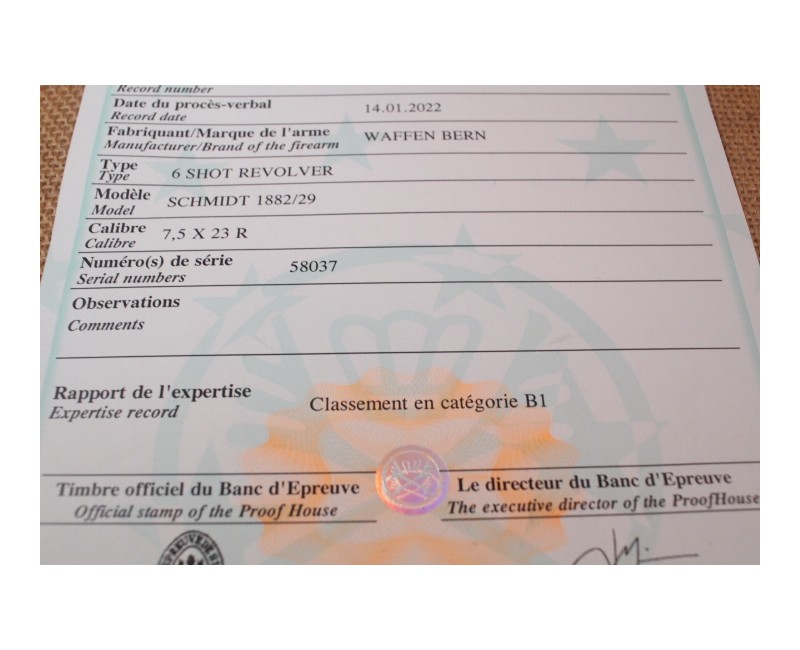 Record number
Date du procès-verbal 14.01.2022
Record date
Fabriquant/Marque de l'arme WAFFEN BERN
Manufacturer/Brand of the firearm
Type 6 SHOT REVOLVER
Type
Modèle SCHMIDT 1882/29
Model
Calibre 7,5 X 23 R
Calibre
Numéro(s) de série 58037
Serial numbers
Observations
Comments
Rapport de l'expertise Classement en catégorie B1
Expertise record
Timbre officiel du Banc d'Epreuve Le directeur du Banc d'Epreuve
Official stamp of the Proof House The executive director of the ProofHouse